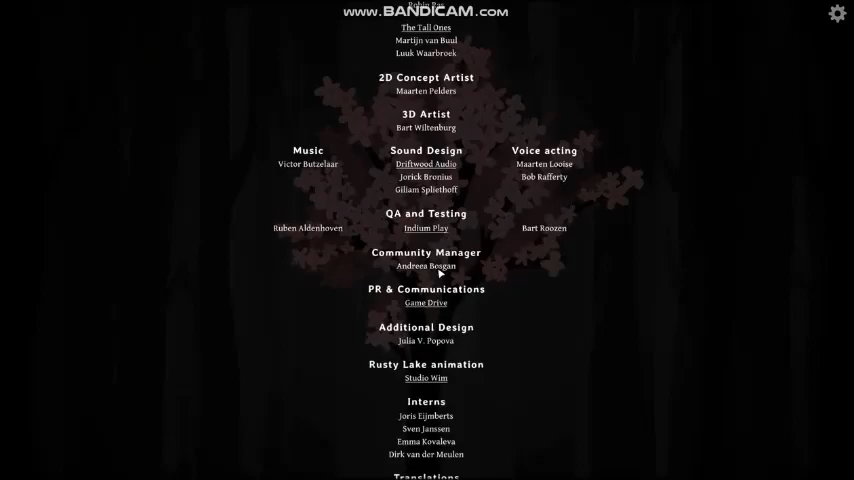 Robin Ras
www.BANDICAM.com
The Tall Ones
Martijn van Buul
Luuk Waarbroek
2D Concept Artist
Maarten Pelders
3D Artist
Bart Wiltenburg
Music
Victor Butzelaar
Sound Design
Driftwood Audio
Jorick Bronius
Giliam Spliethoff
Voice acting
Maarten Looise
Bob Rafferty
QA and Testing
Ruben Aldenhoven
Indium Play
Bart Roozen
Community Manager
Andreea Bosgan
PR & Communications
Game Drive
Additional Design
Julia V. Popova
Rusty Lake animation
Studio Wim
Interns
Joris Eijmberts
Sven Janssen
Emma Kovaleva
Dirk van der Meulen
Translations